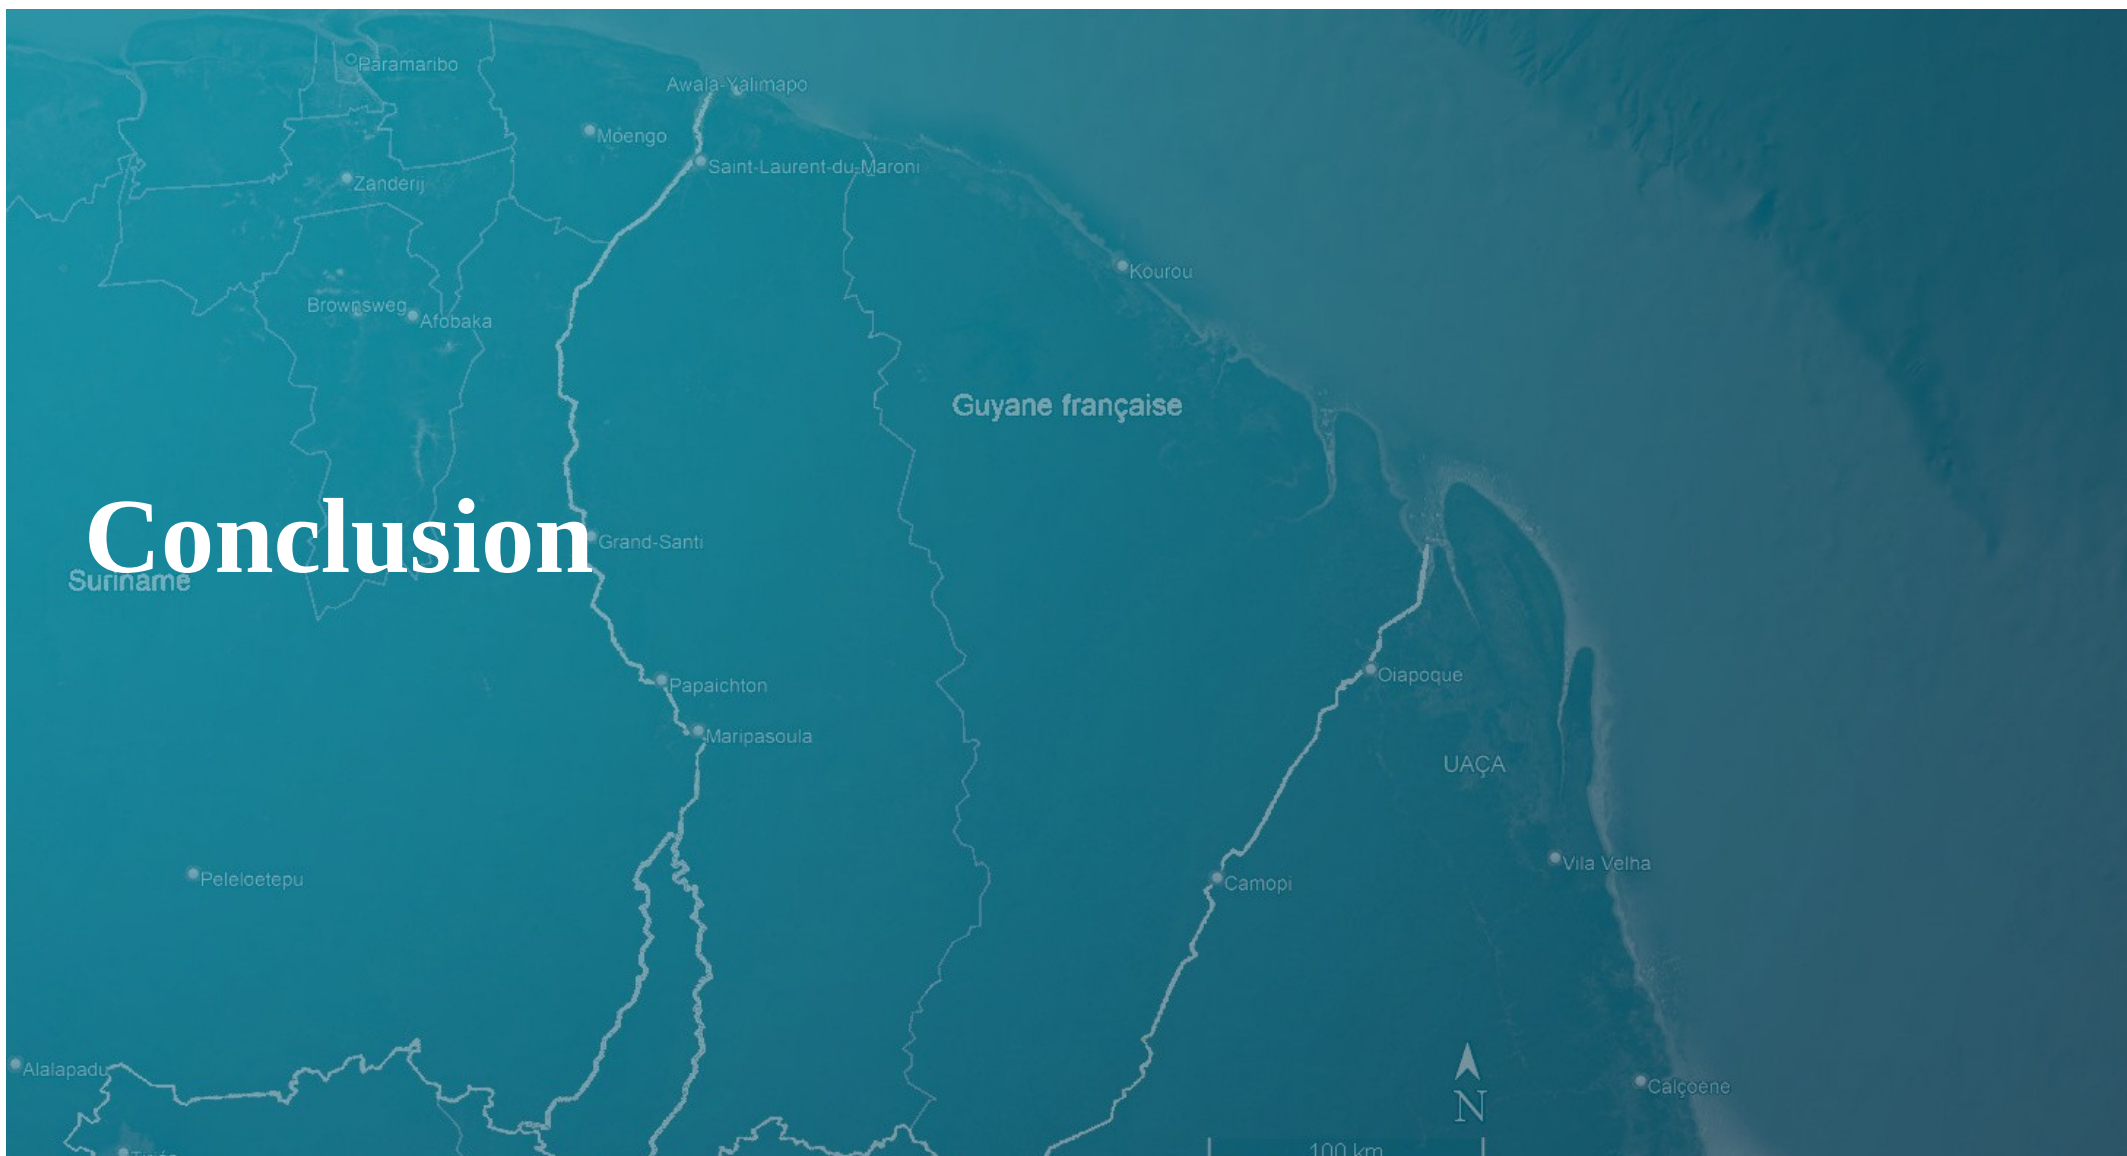 Paramaribo
Awala-Yalimapo
Moengo
Saint-Laurent-du-Maroni
Zanderij
Kourou
Brownsweg
Afobaka
Guyane française
Conclusion
Grand-Santi
Suriname
Oiapoque
Papaichton
Maripasoula
UAÇA
Vila Velha
Peleloetepu
Camopi
Alalapadu
Calçoene
N
100 km